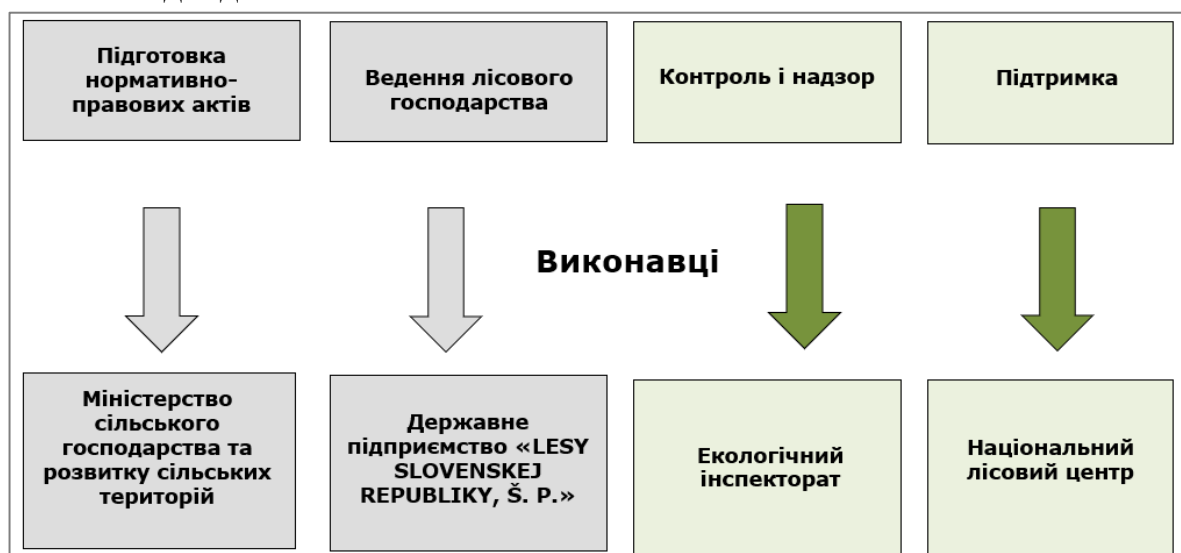 Підготовка
нормативно-
правових актів
Ведення лісового
господарства
Контроль і надзор
Підтримка
Виконавці
Міністерство
сільського
господарства та
розвитку сільських
територій
Державне
підприємство «LESY
SLOVENSKEJ
REPUBLIKY, Š. P.»
Екологічний
інспекторат
Національний
лісовий центр